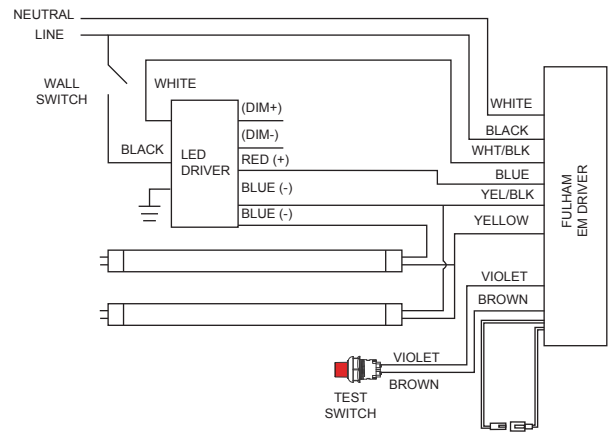 NEUTRAL
LINE
WALL
SWITCH
WHITE
BLACK
LED
DRIVER
(DIM+)
(DIM-)
RED (+)
BLUE (-)
BLUE (-)
WHITE
BLACK
WHT/BLK
BLUE
YEL/BLK
YELLOW
VIOLET
BROWN
FULHAM
EM DRIVER
VIOLET
BROWN
TEST
SWITCH